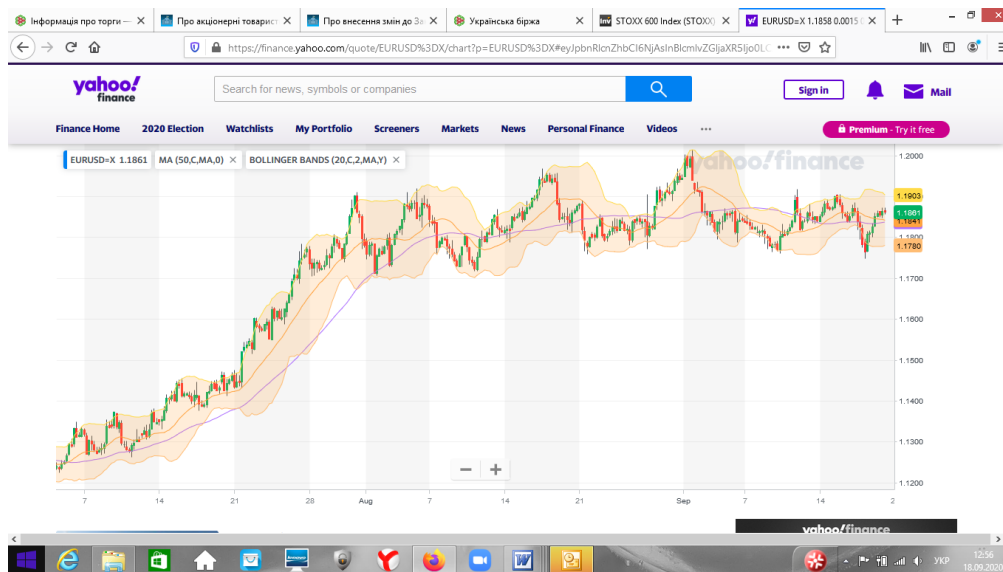 Інформація про торги —
Про акціонерні товарист
Про внесення змін до За
Українська біржа
STOXX 600 Index (STOXX)
EURUSD=X 1.1858 0.0015
https://finance.yahoo.com/quote/EURUSD%3DX/chart?p=EURUSD%3DX#
yahoo!
finance
Search for news, symbols or companies
Sign in
Mail
Finance Home 2020 Election Watchlists My Portfolio Screeners Markets News Personal Finance Videos ...
Premium - Try it free
EURUSD=X 1.1861
MA (50,C,MA,0) ×
BOLLINGER BANDS (20,C,2,MA,Y) ×
yahoo!finance
1.2000
1.1903
1.1861
1.1841
1.1800
1.1780
1.1700
1.1600
1.1500
1.1400
1.1300
1.1200
7 14 21 28 Aug 7 14 21 Sep 7 14 2
yahoo!finance
УКР
12:56
18.09.2020